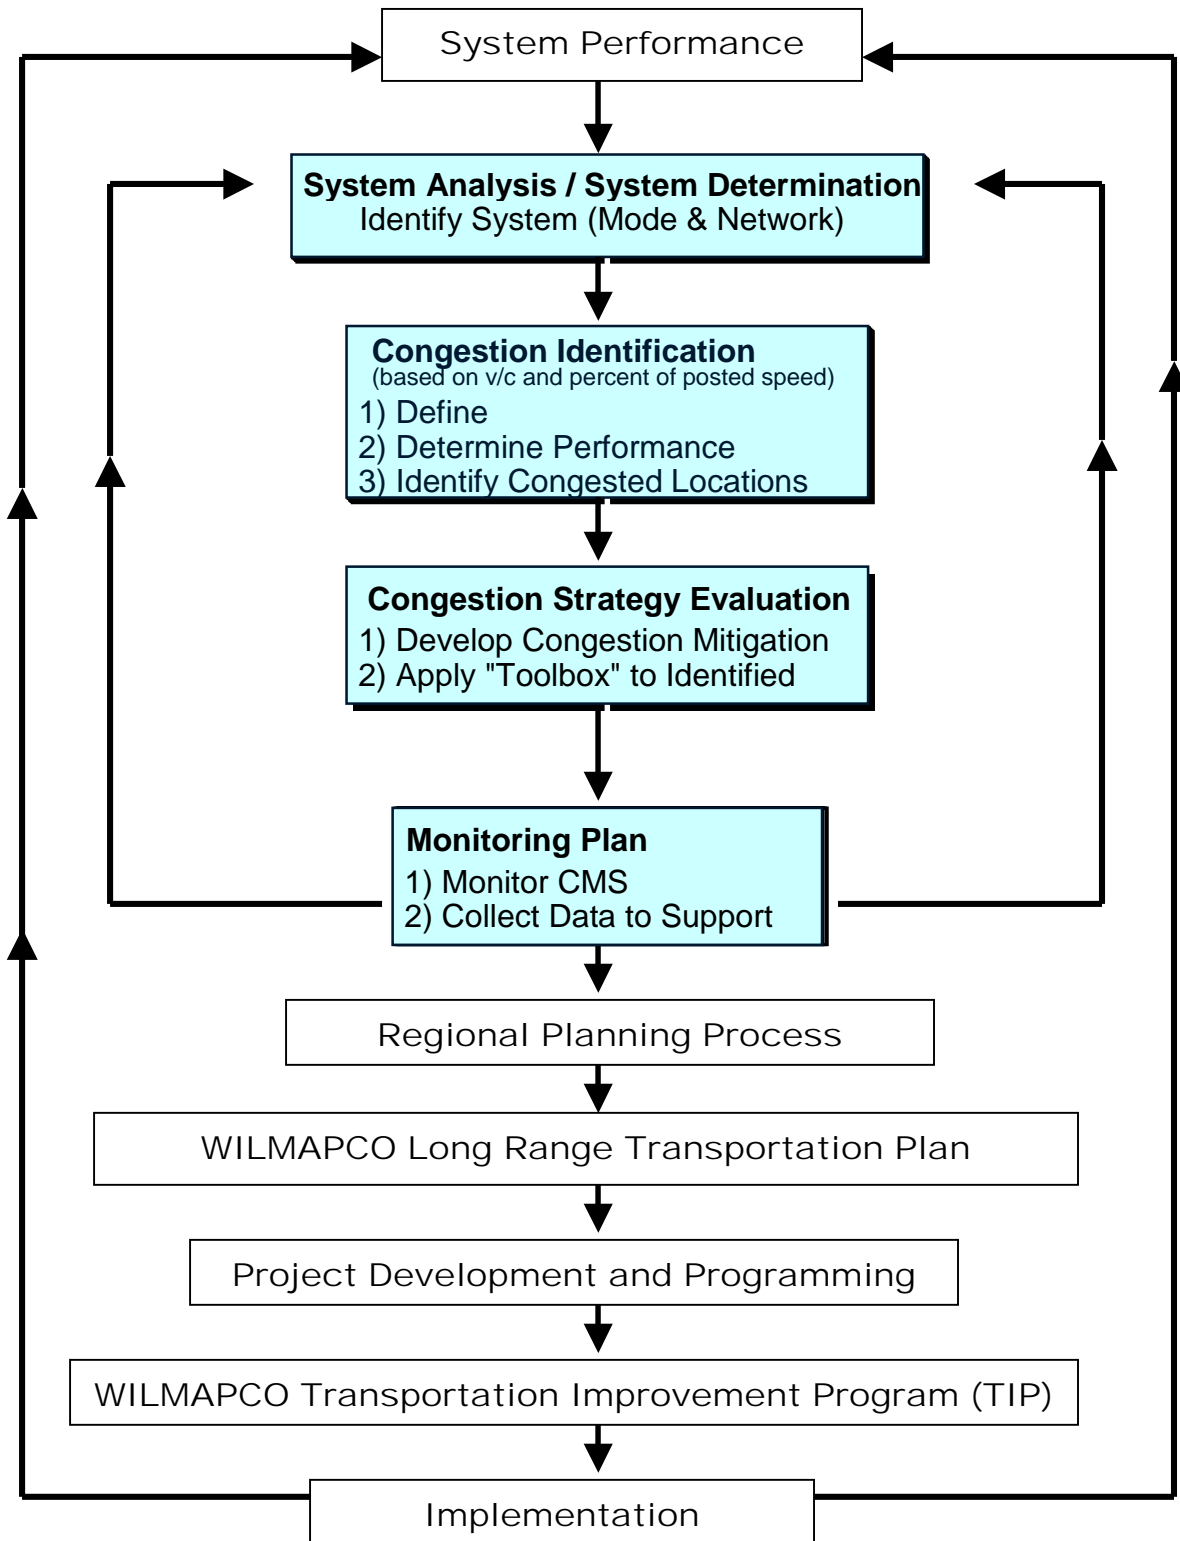 System Performance
System Analysis / System Determination
Identify System (Mode & Network)
Congestion Identification
(based on v/c and percent of posted speed)
1) Define
2) Determine Performance
3) Identify Congested Locations
Congestion Strategy Evaluation
1) Develop Congestion Mitigation
2) Apply "Toolbox" to Identified
Monitoring Plan
1) Monitor CMS
2) Collect Data to Support
Regional Planning Process
WILMAPCO Long Range Transportation Plan
Project Development and Programming
WILMAPCO Transportation Improvement Program (TIP)
Implementation